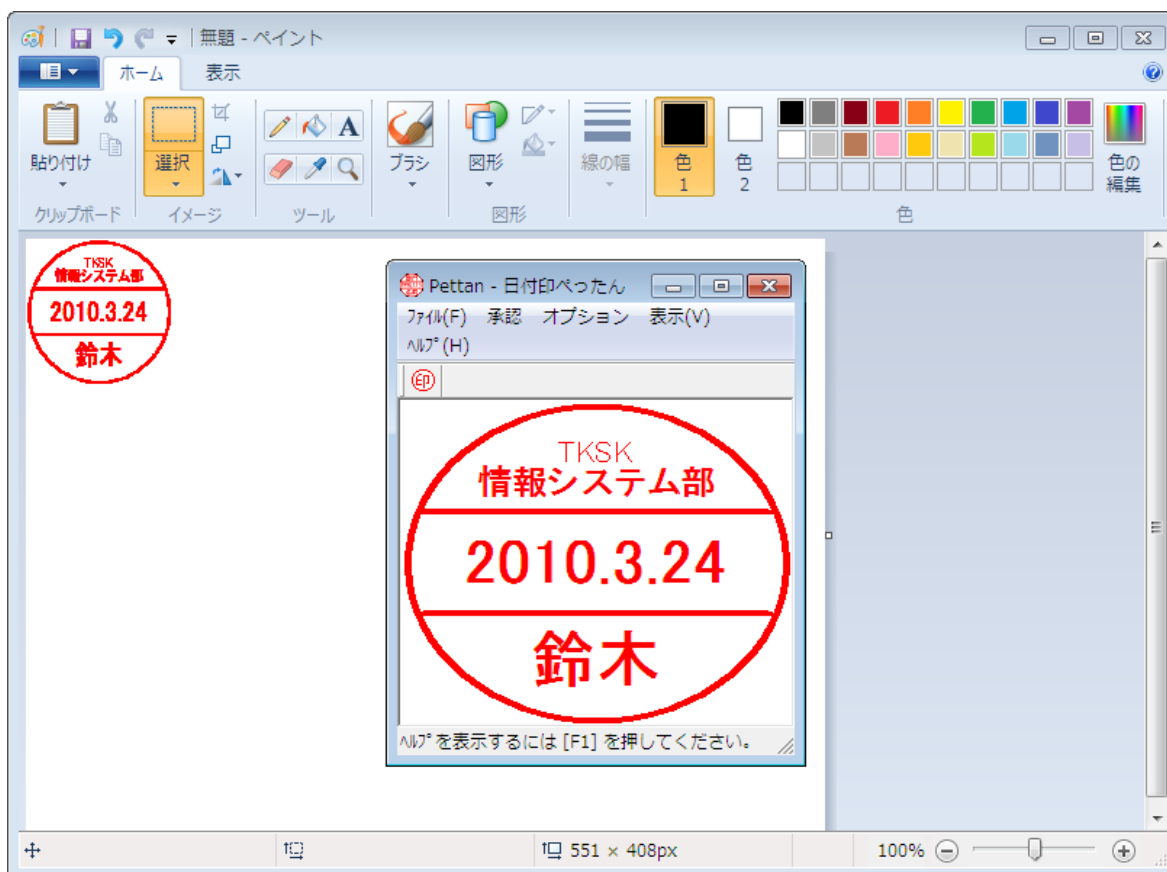 無題 - ペイント
ホーム 表示
貼り付け
選択
A
ブラシ
図形
線の幅
色
1
色
2
色の
編集
クリップボード
イメージ
ツール
図形
色
TKSK
情報システム部
2010.3.24
鈴木
Pettan - 日付印ぺったん
ﾌｧｲﾙ(F) 承認 オプション 表示(V)
ﾍﾙﾌﾟ(H)
印
TKSK
情報システム部
2010.3.24
鈴木
ﾍﾙﾌﾟを表示するには [F1] を押してください。
551 × 408px
100%